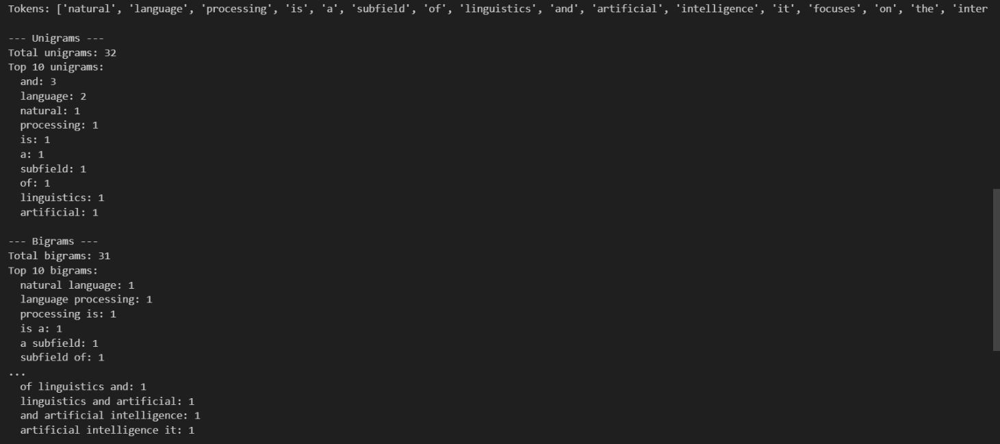 Tokens: ['natural', 'language', 'processing', 'is', 'a', 'subfield', 'of', 'linguistics', 'and', 'artificial', 'intelligence', 'it', 'focuses', 'on', 'the', 'inter
--- Unigrams ---
Total unigrams: 32
Top 10 unigrams:
and: 3
language: 2
natural: 1
processing: 1
is: 1
a: 1
subfield: 1
of: 1
linguistics: 1
artificial: 1
--- Bigrams ---
Total bigrams: 31
Top 10 bigrams:
natural language: 1
language processing: 1
processing is: 1
is a: 1
a subfield: 1
subfield of: 1
...
of linguistics and: 1
linguistics and artificial: 1
and artificial intelligence: 1
artificial intelligence it: 1